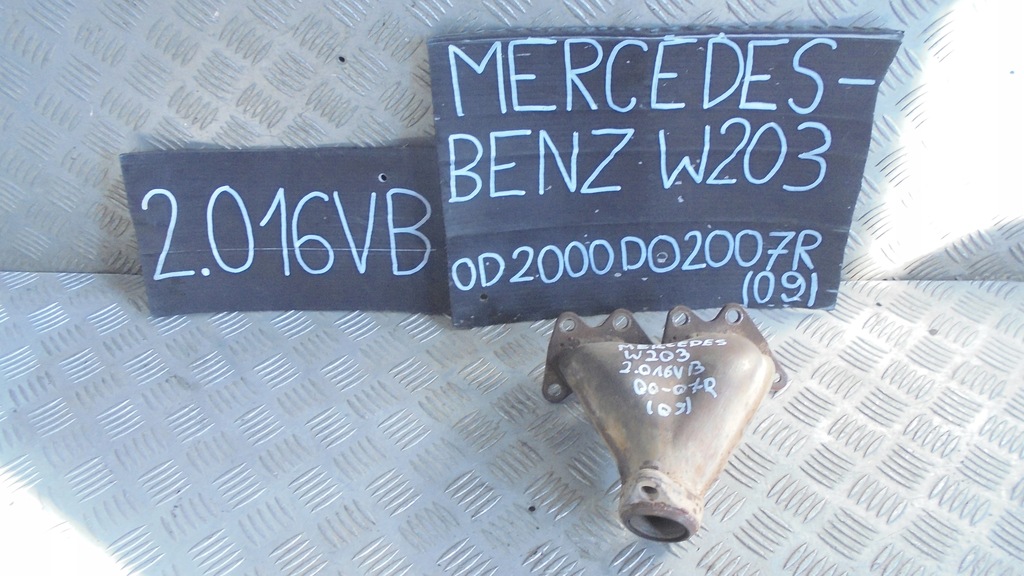 2.016VB
MERCEDES-
BENZ W203
OD2000DO2007R
(09)
MERCEDES
W203
2.016VB
DO-07R
(09)